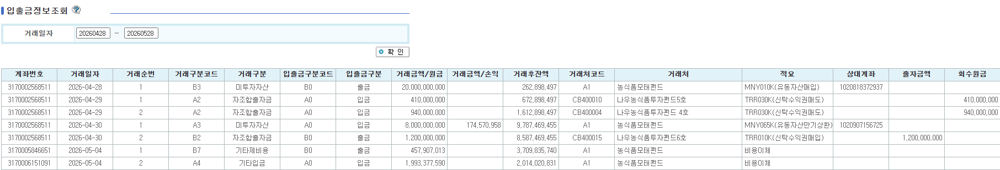 입출금정보조회
거래일자 20260428 ~ 20260528
확 인
계좌번호 거래일자 거래순번 거래구분코드 거래구분 입출금구분코드 입출금구분 거래금액/원금 거래금액/손익 거래후잔액 거래처코드 거래처 적요 상대계좌 출자금액 회수원금
3170002568511 2026-04-28 1 B3 미투자자산 B0 출금 20,000,000,000 262,898,497 A1 농식품모태펀드 MNY010K(유동자산매입) 1020818372937
3170002568511 2026-04-29 1 A2 자조합출자금 A0 입금 410,000,000 672,898,497 CB400010 나우농식품투자펀드5호 TRR030K(신탁수익권매도) 410,000,000
3170002568511 2026-04-29 2 A2 자조합출자금 A0 입금 940,000,000 1,612,898,497 CB400004 나우농식품투자펀드 4호 TRR030K(신탁수익권매도) 940,000,000
3170002568511 2026-04-30 1 A3 미투자자산 A0 입금 8,000,000,000 174,570,958 9,787,469,455 A1 농식품모태펀드 MNY065K(유동자산만기상환) 1020907156725
3170002568511 2026-04-30 2 B2 자조합출자금 B0 출금 1,200,000,000 8,587,469,455 CB400015 나우농식품투자펀드6호 TRR010K(신탁수익권매입) 1,200,000,000
3170005846651 2026-05-04 1 B7 기타제비용 B0 출금 457,907,013 3,709,835,740 A1 농식품모태펀드 비용이체
3170006151091 2026-05-04 2 A4 기타입금 A0 입금 1,993,377,590 2,014,020,831 A1 농식품모태펀드 비용이체